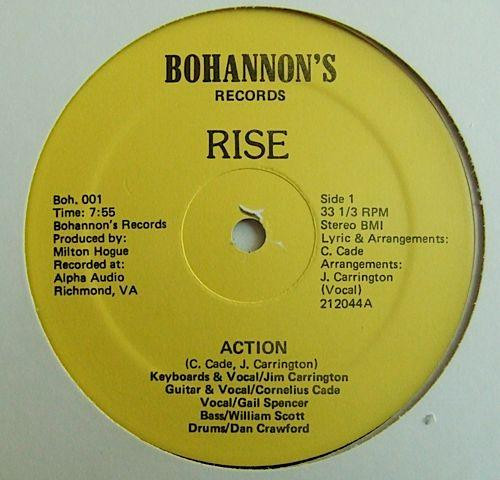 BOHANNON'S
RECORDS
RISE
Boh. 001
Time: 7:55
Bohannon's Records
Produced by:
Milton Hogue
Recorded at:
Alpha Audio
Richmond, VA
Side 1
33 1/3 RPM
Stereo BMI
Lyric & Arrangements:
C. Cade
Arrangements:
J. Carrington
(Vocal)
212044A
ACTION
(C. Cade, J. Carrington)
Keyboards & Vocal/Jim Carrington
Guitar & Vocal/Cornelius Cade
Vocal/Gail Spencer
Bass/William Scott
Drums/Dan Crawford